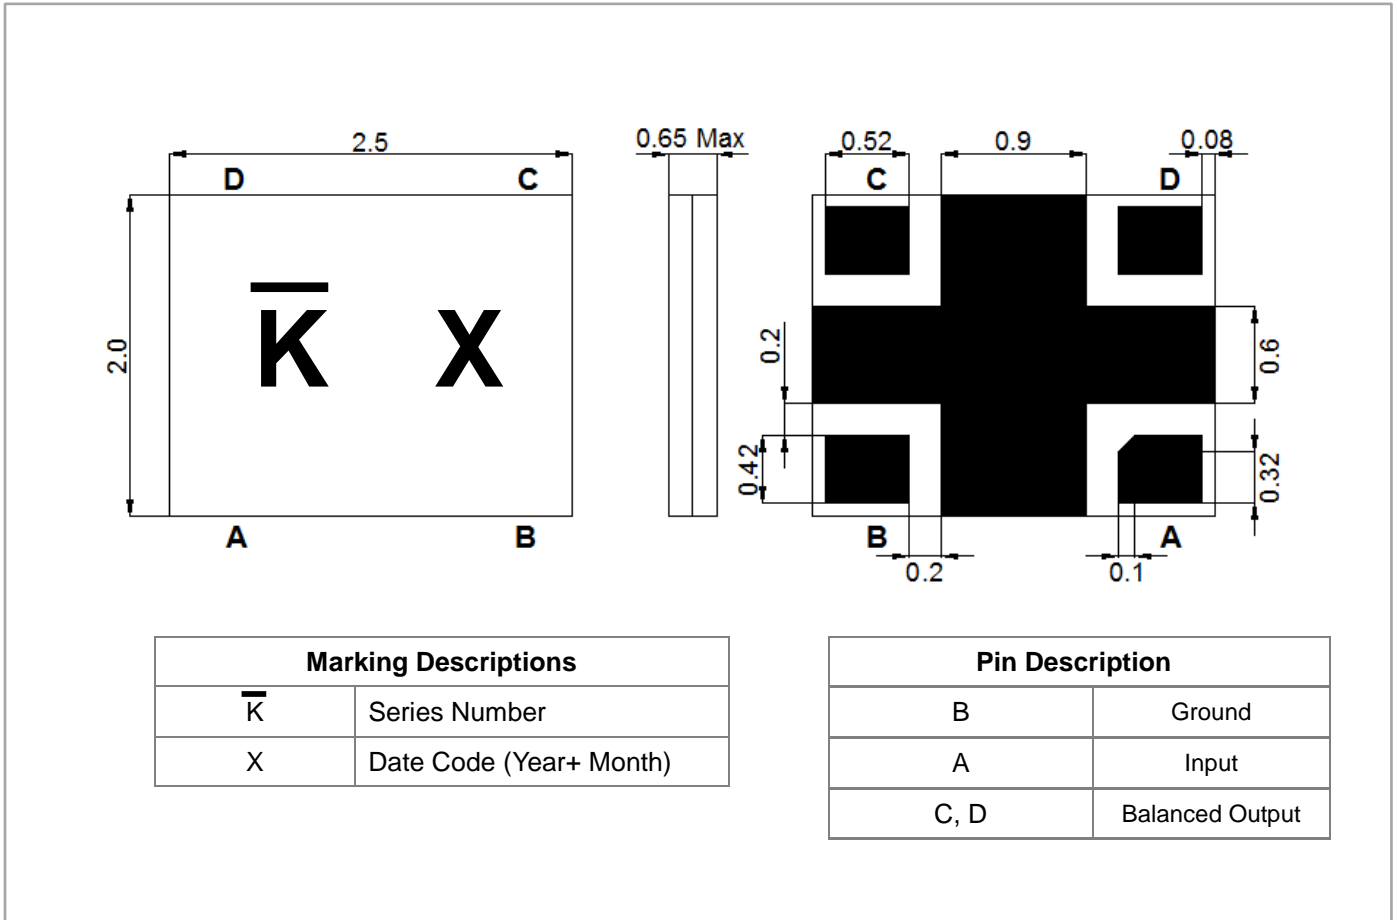 2.5
0.65 Max
0.52
0.9
0.08
D
C
C
D
K̅
X
2.0
0.2
0.6
0.42
0.32
A
B
B
A
0.2
0.1
Marking Descriptions
K̅ Series Number
X Date Code (Year+ Month)
Pin Description
B Ground
A Input
C, D Balanced Output